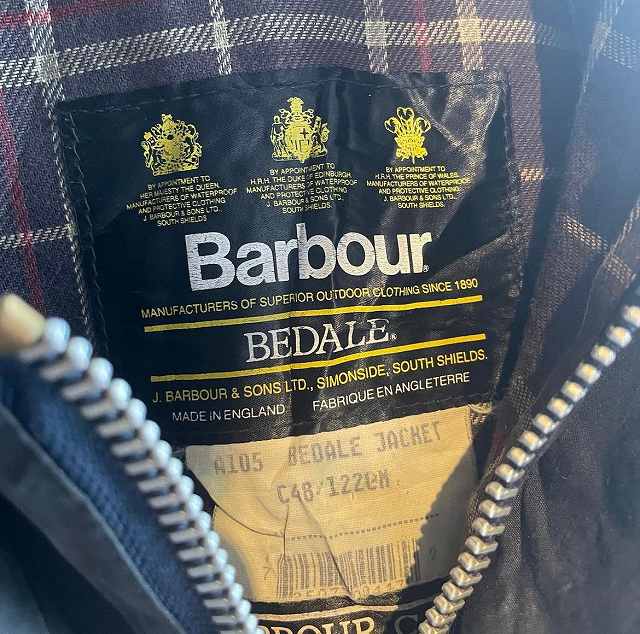 BY APPOINTMENT TO
HER MAJESTY THE QUEEN.
MANUFACTURERS OF WATERPROOF
AND PROTECTIVE CLOTHING
J. BARBOUR & SONS LTD.,
SOUTH SHIELDS
BY APPOINTMENT TO
H.R.H. THE DUKE OF EDINBURGH.
MANUFACTURERS OF WATERPROOF
AND PROTECTIVE CLOTHING
J. BARBOUR & SONS LTD.,
SOUTH SHIELDS.
BY APPOINTMENT TO
H.R.H. THE PRINCE OF WALES.
MANUFACTURERS OF WATERPROOF
AND PROTECTIVE CLOTHING
J. BARBOUR & SONS LTD.,
SOUTH SHIELDS.
Barbour®
MANUFACTURERS OF SUPERIOR OUTDOOR CLOTHING SINCE 1890
BEDALE®
J. BARBOUR & SONS LTD., SIMONSIDE, SOUTH SHIELDS.
MADE IN ENGLAND FABRIQUE EN ANGLETERRE
A105 BEDALE JACKET
C48/122CM